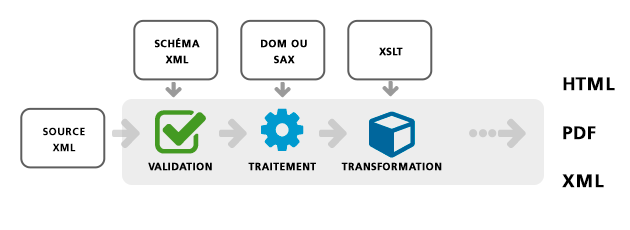 SCHÉMA
XML
DOM OU
SAX
XSLT
SOURCE
XML
VALIDATION
TRAITEMENT
TRANSFORMATION
HTML
PDF
XML